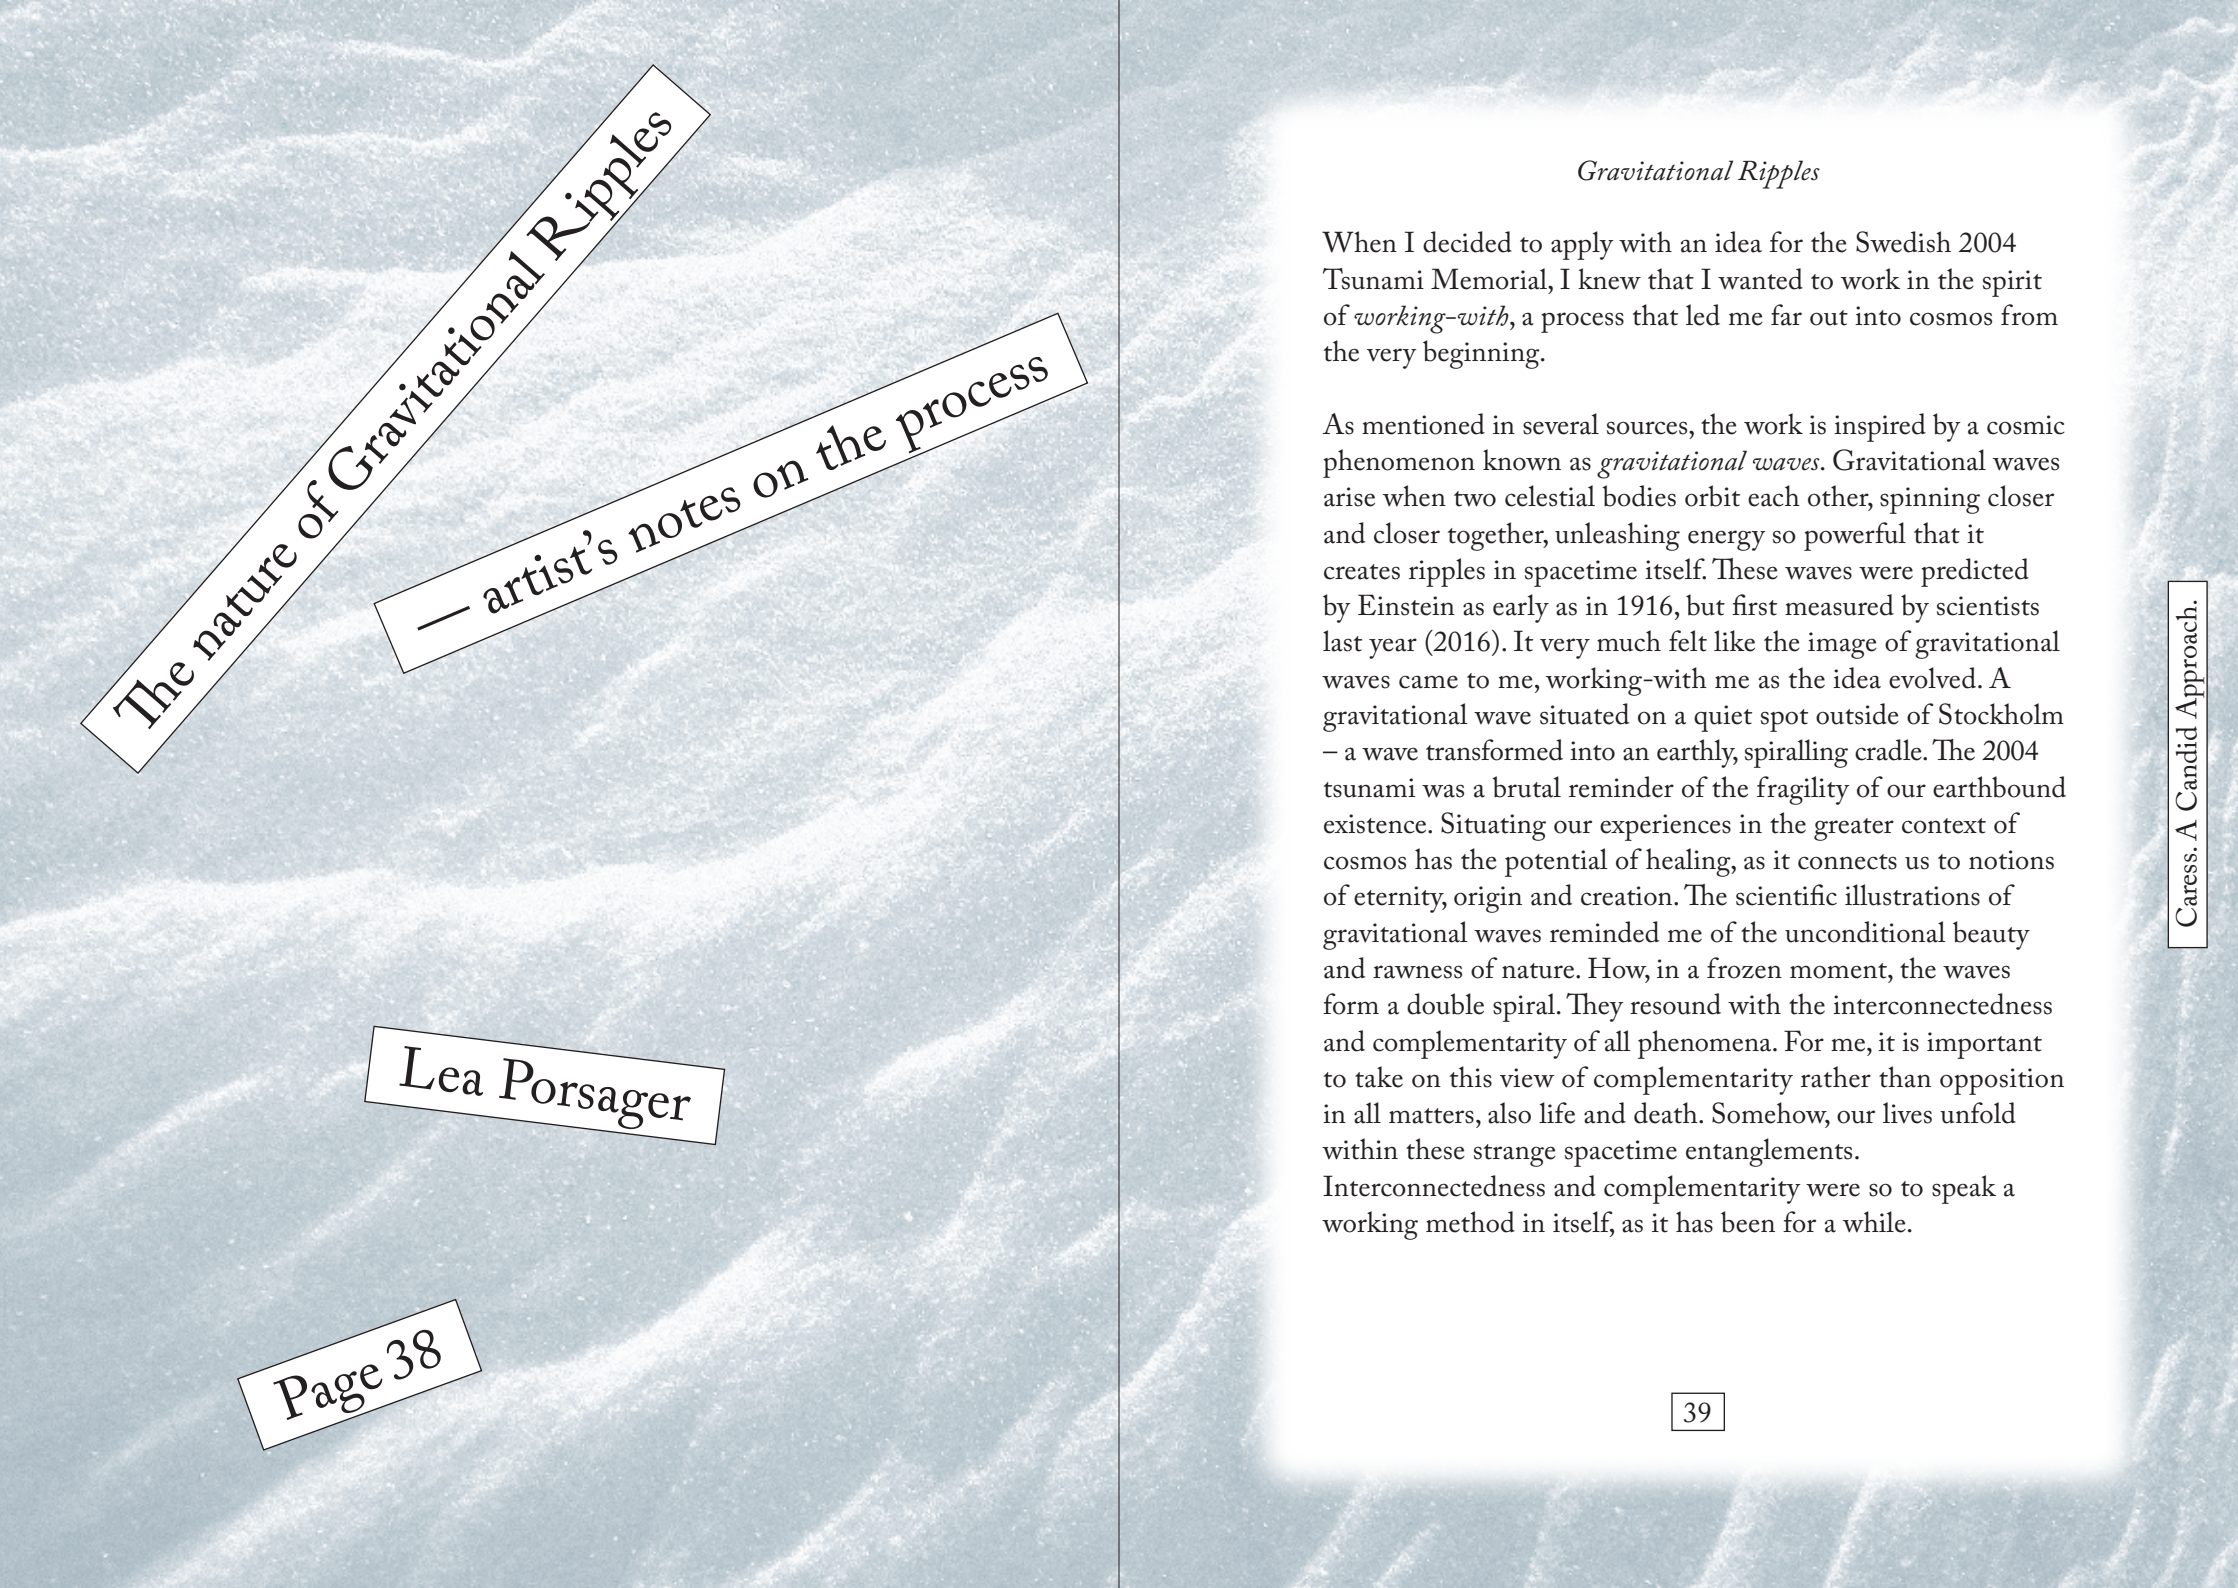 The nature of Gravitational Ripples
— artist’s notes on the process
Lea Porsager
Page 38
Gravitational Ripples
When I decided to apply with an idea for the Swedish 2004
Tsunami Memorial, I knew that I wanted to work in the spirit
of working-with, a process that led me far out into cosmos from
the very beginning.
As mentioned in several sources, the work is inspired by a cosmic
phenomenon known as gravitational waves. Gravitational waves
arise when two celestial bodies orbit each other, spinning closer
and closer together, unleashing energy so powerful that it
creates ripples in spacetime itself. These waves were predicted
by Einstein as early as in 1916, but first measured by scientists
last year (2016). It very much felt like the image of gravitational
waves came to me, working-with me as the idea evolved. A
gravitational wave situated on a quiet spot outside of Stockholm
– a wave transformed into an earthly, spiralling cradle. The 2004
tsunami was a brutal reminder of the fragility of our earthbound
existence. Situating our experiences in the greater context of
cosmos has the potential of healing, as it connects us to notions
of eternity, origin and creation. The scientific illustrations of
gravitational waves reminded me of the unconditional beauty
and rawness of nature. How, in a frozen moment, the waves
form a double spiral. They resound with the interconnectedness
and complementarity of all phenomena. For me, it is important
to take on this view of complementarity rather than opposition
in all matters, also life and death. Somehow, our lives unfold
within these strange spacetime entanglements.
Interconnectedness and complementarity were so to speak a
working method in itself, as it has been for a while.
39
Caress. A Candid Approach.